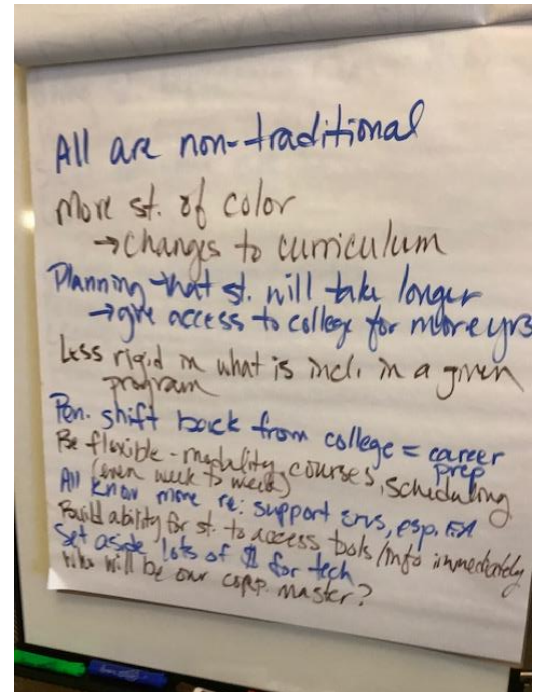 All are non-traditional
More st. of color
→ changes to curriculum
Planning that st. will take longer
→ give access to college for more yrs
Less rigid in what is incl. in a given
program
Pen. shift back from college = career
prep
Be flexible - modality, courses, scheduling
(even week to week)
All know more re: support srvs, esp. FA
Build ability for st. to access tools/info immediately
Set aside lots of $ for tech
Who will be our corp. master?